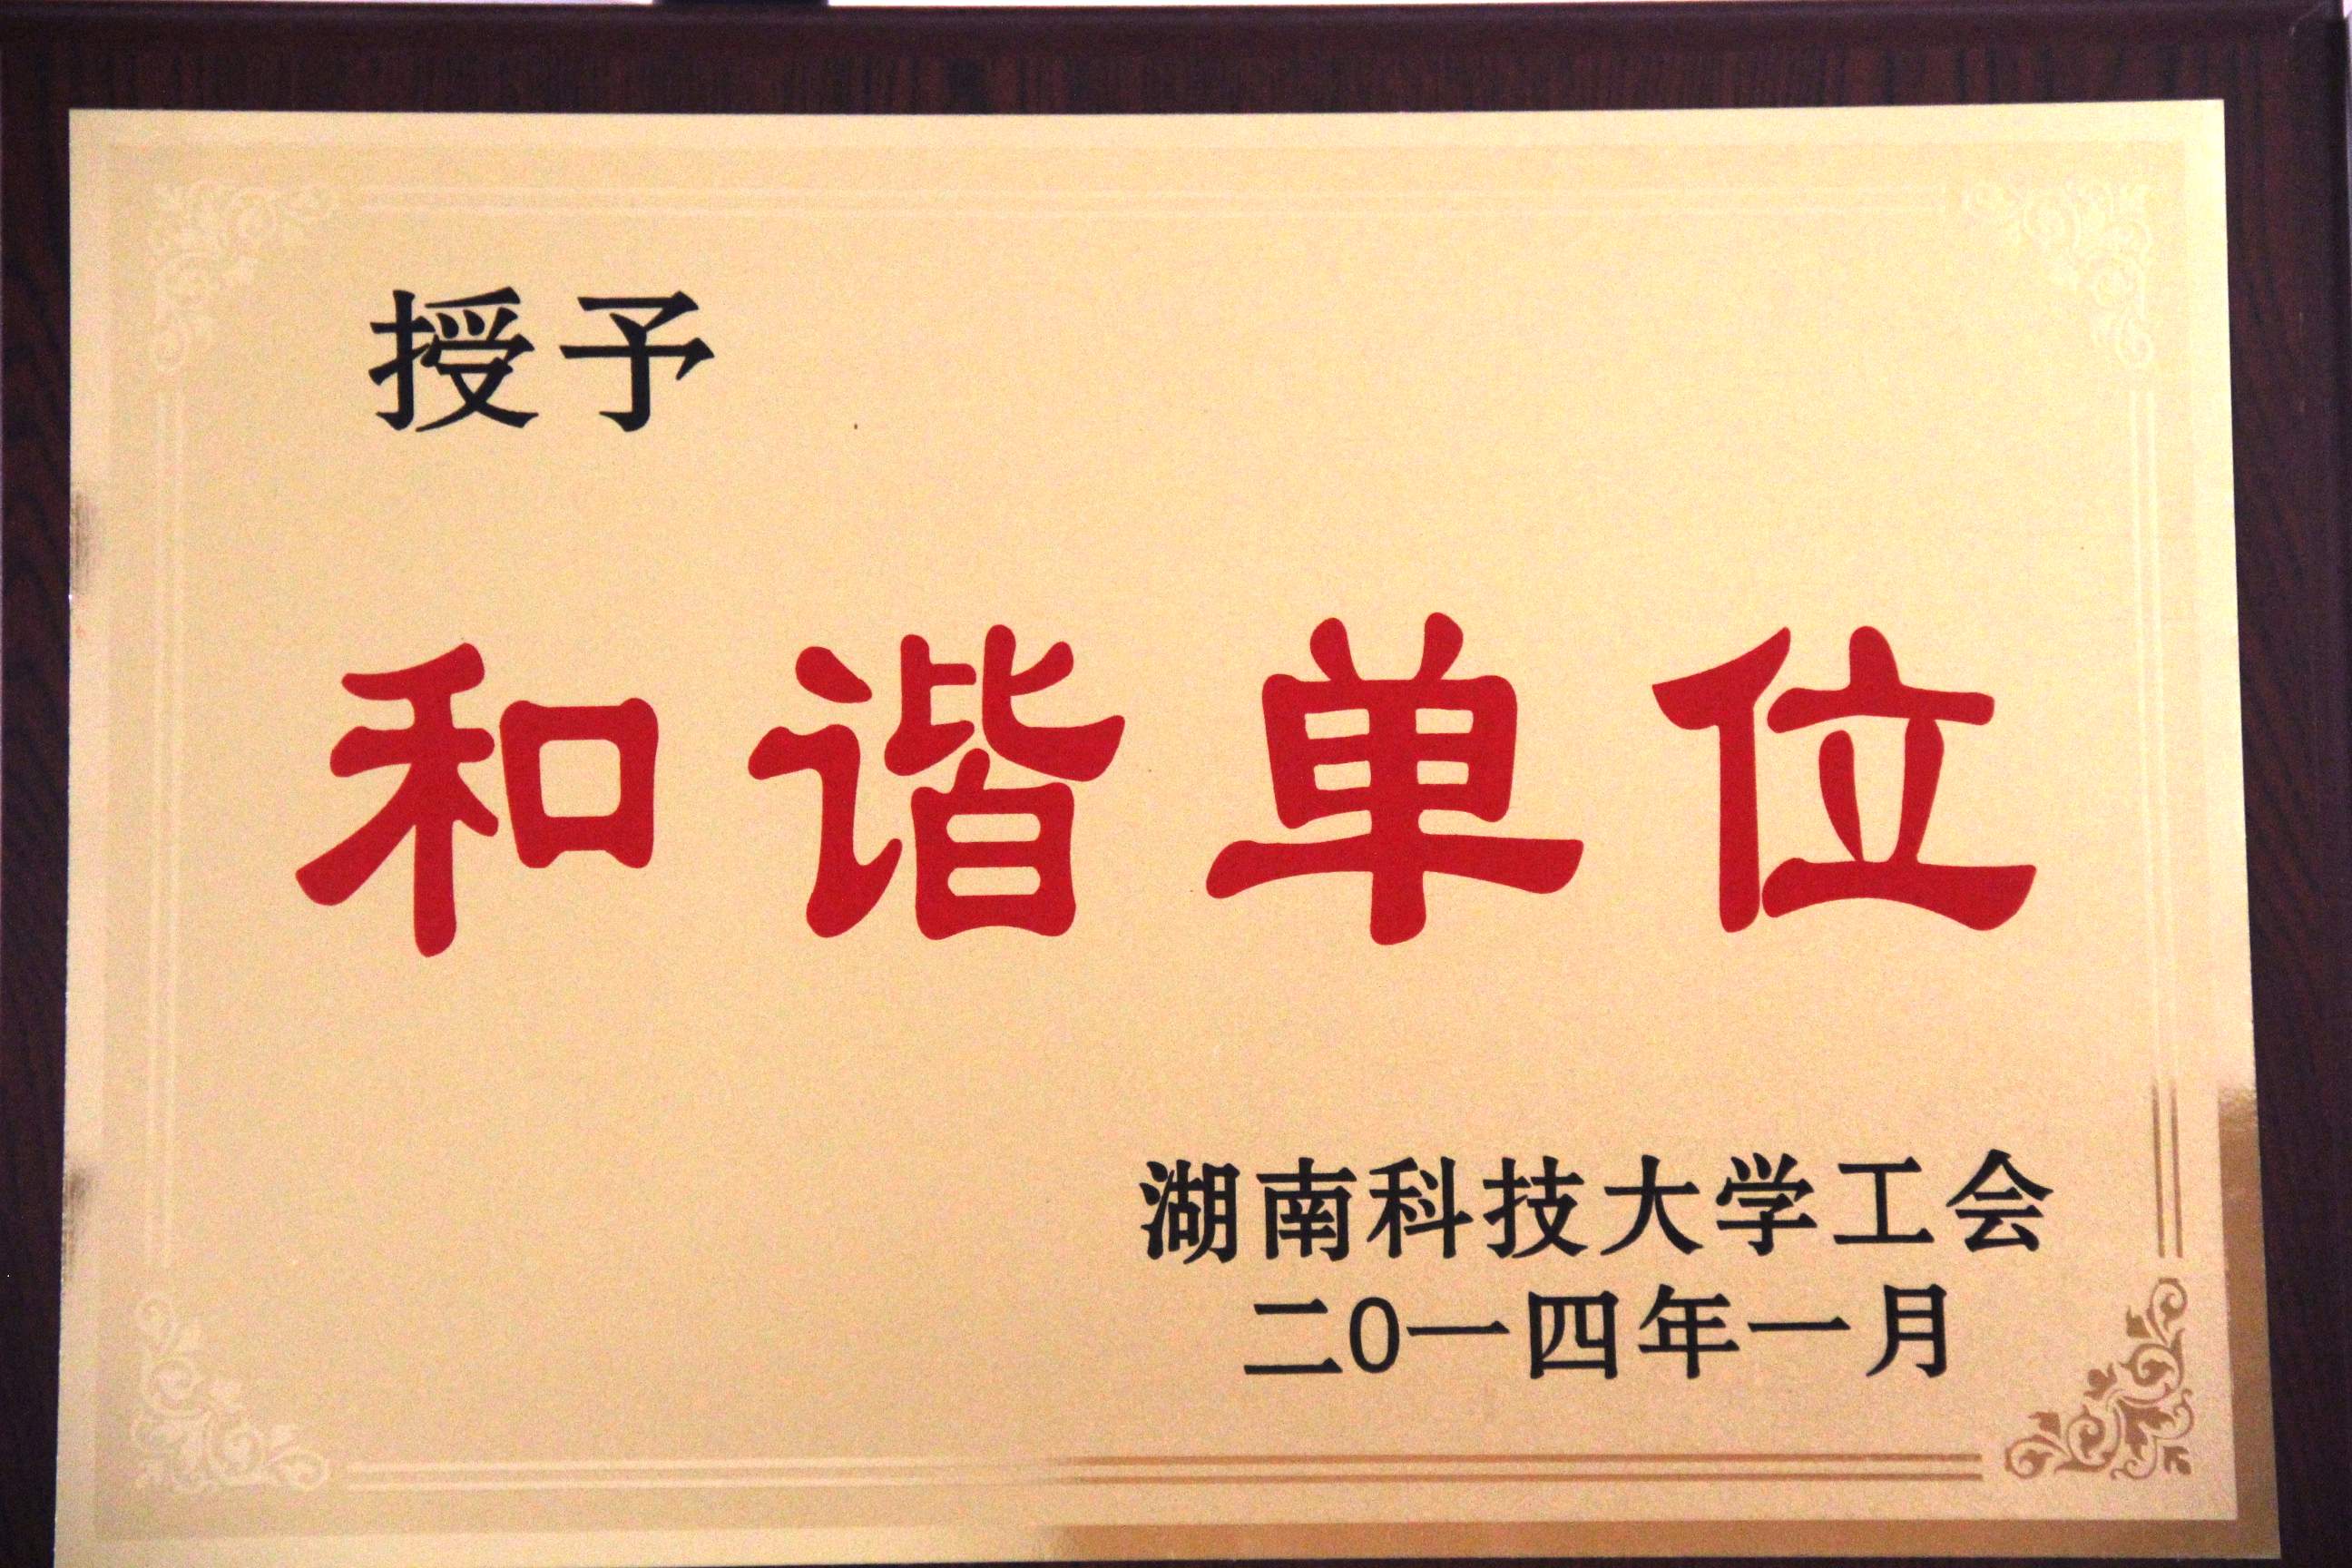 授予
和谐单位
湖南科技大学工会
二0一四年一月